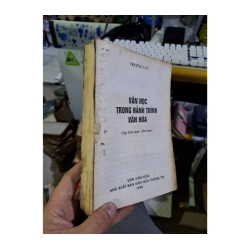 VĂN HỌC
TRONG HÀNH TRÌNH
VĂN HÓA
VIỆN VĂN HÓA
NHÀ XUẤT BẢN VĂN HÓA THÔNG TIN